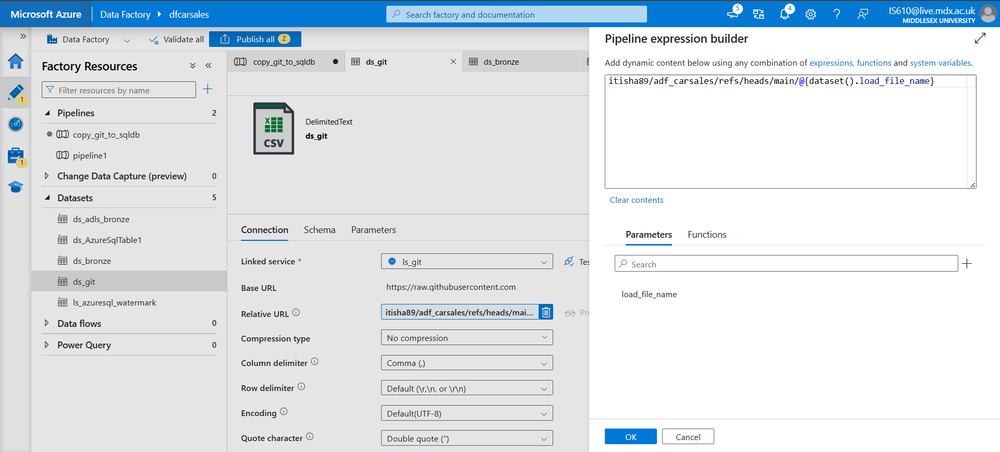 Microsoft Azure
Data Factory
dfcarsales
Search factory and documentation
5
4
IS610@live.mdx.ac.uk
MIDDLESEX UNIVERSITY
Data Factory
Validate all
Publish all 2
1
1
Factory Resources
Filter resources by name
Pipelines 2
copy_git_to_sqldb
pipeline1
Change Data Capture (preview) 0
Datasets 5
ds_adls_bronze
ds_AzureSqlTable1
ds_bronze
ds_git
ls_azuresql_watermark
Data flows 0
Power Query 0
copy_git_to_sqldb
ds_git
ds_bronze
CSV
DelimitedText
ds_git
Connection
Schema
Parameters
Linked service *
ls_git
Tes
Base URL
https://raw.githubusercontent.com
Relative URL
itisha89/adf_carsales/refs/heads/mai...
Pr
Compression type
No compression
Column delimiter
Comma (,)
Row delimiter
Default (\r,\n, or \r\n)
Encoding
Default(UTF-8)
Quote character
Double quote (")
Pipeline expression builder
Add dynamic content below using any combination of expressions, functions and system variables.
itisha89/adf_carsales/refs/heads/main/@{dataset().load_file_name}
Clear contents
Parameters
Functions
Search
load_file_name
OK
Cancel